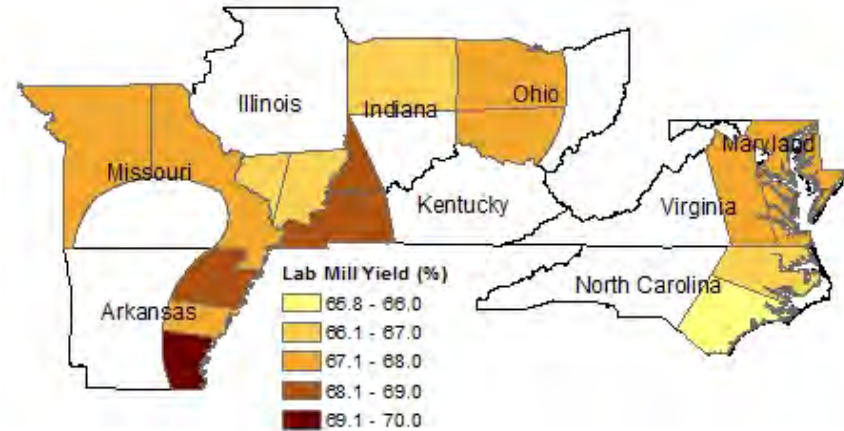 Illinois
Indiana
Ohio
Missouri
Maryland
Kentucky
Virginia
Lab Mill Yield (%)
North Carolina
Arkansas
65.8 - 66.0
66.1 - 67.0
67.1 - 68.0
68.1 - 69.0
69.1 - 70.0